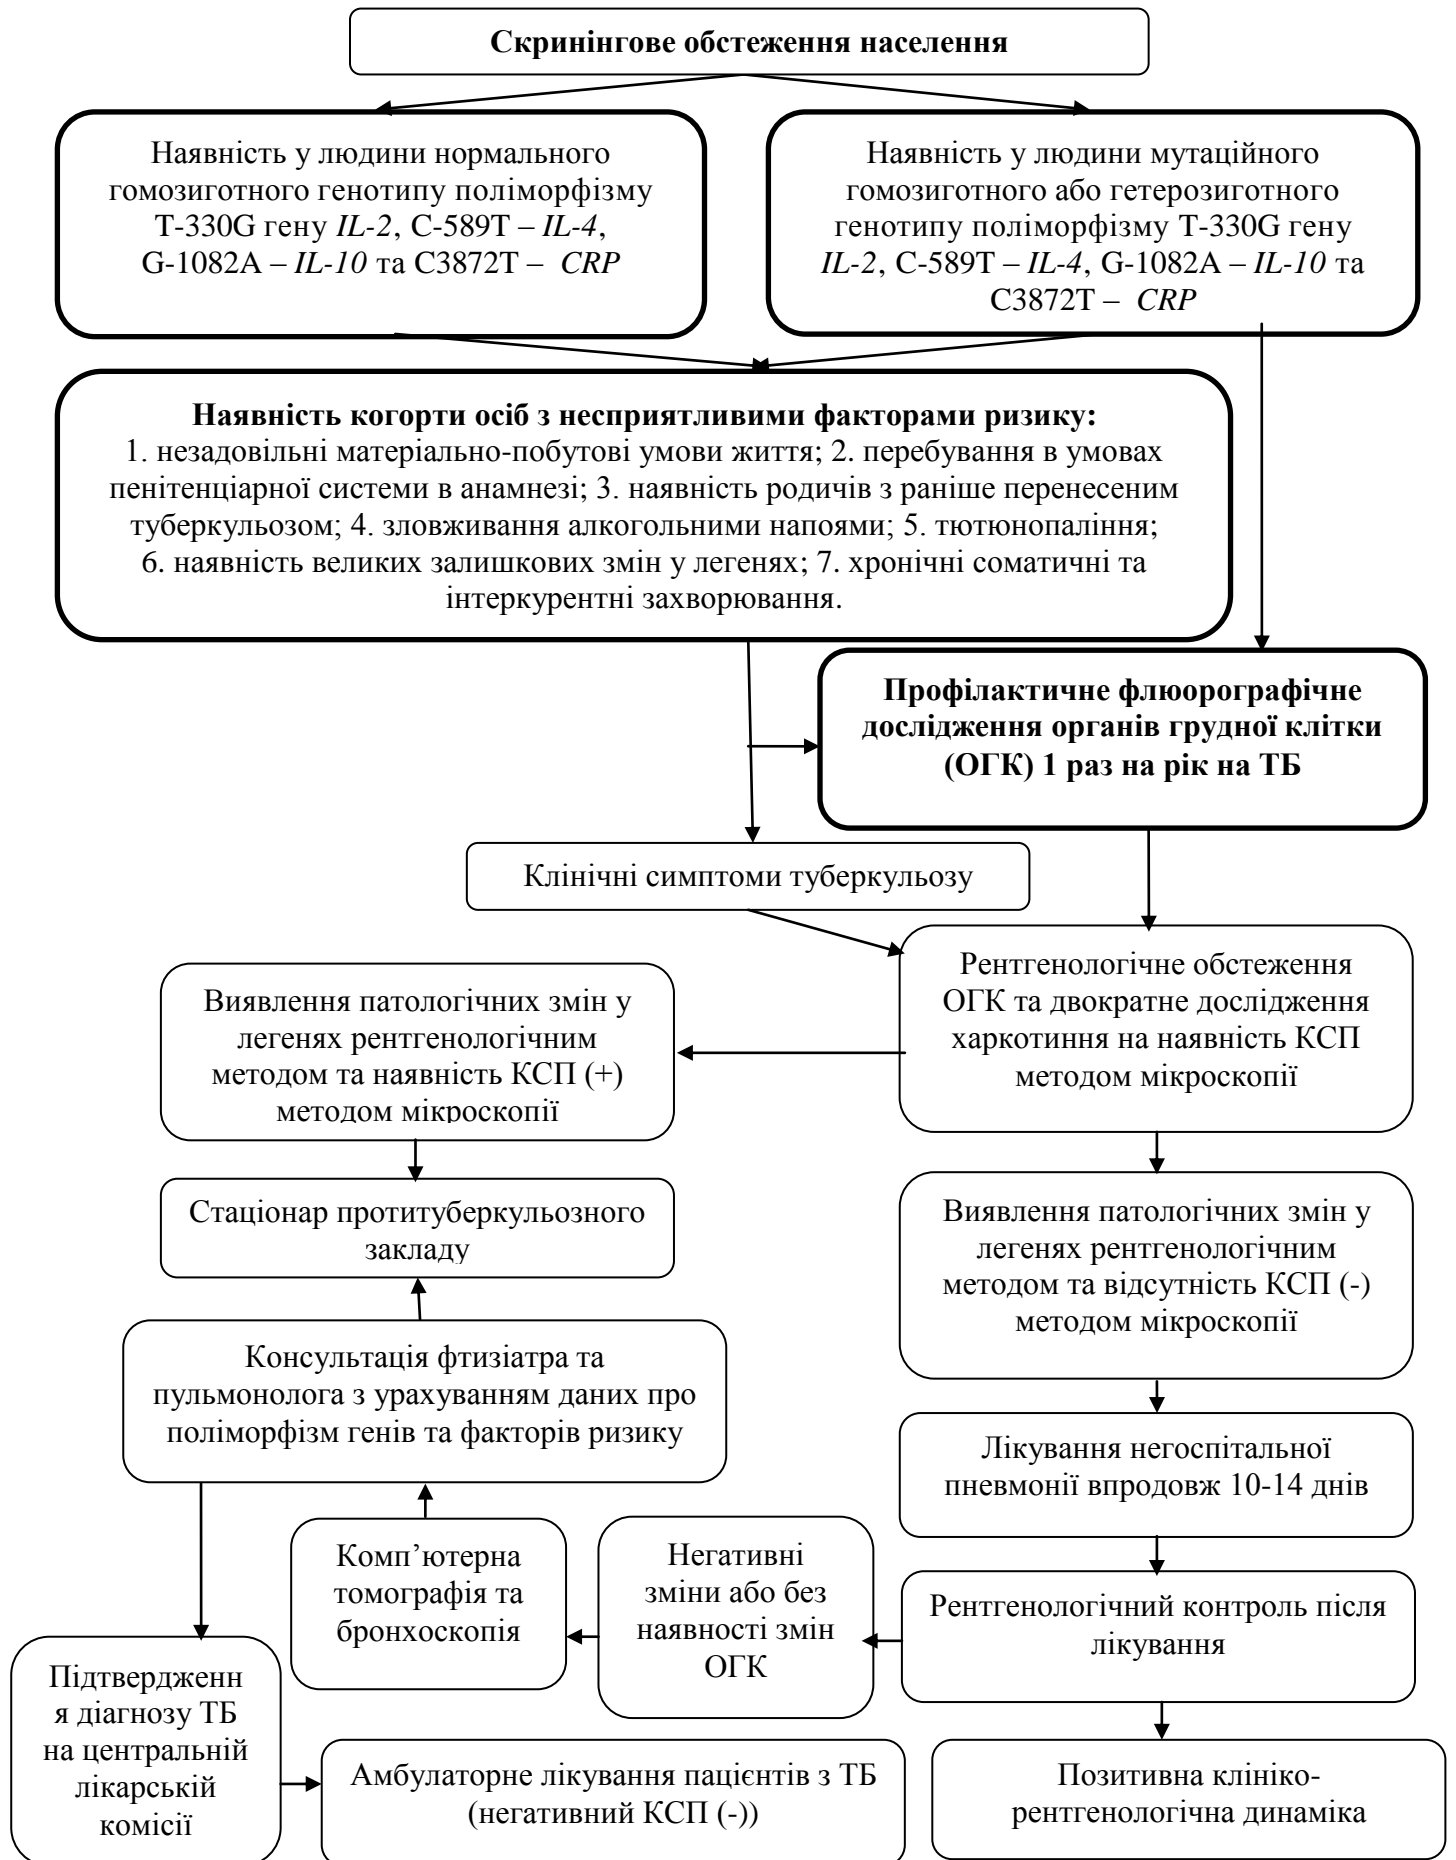 Скринінгове обстеження населення
Наявність у людини нормального
гомозиготного генотипу поліморфізму
T-330G гену IL-2, C-589T – IL-4,
G-1082A – IL-10 та C3872T – CRP
Наявність у людини мутаційного
гомозиготного або гетерозиготного
генотипу поліморфізму T-330G гену
IL-2, C-589T – IL-4, G-1082A – IL-10 та
C3872T – CRP
Наявність когорти осіб з несприятливими факторами ризику:
1. незадовільні матеріально-побутові умови життя; 2. перебування в умовах
пенітенціарної системи в анамнезі; 3. наявність родичів з раніше перенесеним
туберкульозом; 4. зловживання алкогольними напоями; 5. тютюнопаління;
6. наявність великих залишкових змін у легенях; 7. хронічні соматичні та
інтеркурентні захворювання.
Профілактичне флюорографічне
дослідження органів грудної клітки
(ОГК) 1 раз на рік на ТБ
Клінічні симптоми туберкульозу
Рентгенологічне обстеження
ОГК та двократне дослідження
харкотиння на наявність КСП
методом мікроскопії
Виявлення патологічних змін у
легенях рентгенологічним
методом та наявність КСП (+)
методом мікроскопії
Стаціонар протитуберкульозного
закладу
Виявлення патологічних змін у
легенях рентгенологічним
методом та відсутність КСП (-)
методом мікроскопії
Консультація фтизіатра та
пульмонолога з урахуванням даних про
поліморфізм генів та факторів ризику
Лікування негоспітальної
пневмонії впродовж 10-14 днів
Комп’ютерна
томографія та
бронхоскопія
Негативні
зміни або без
наявності змін
ОГК
Рентгенологічний контроль після
лікування
Підтвердженн
я діагнозу ТБ
на центральній
лікарській
комісії
Амбулаторне лікування пацієнтів з ТБ
(негативний КСП (-))
Позитивна клініко-
рентгенологічна динаміка